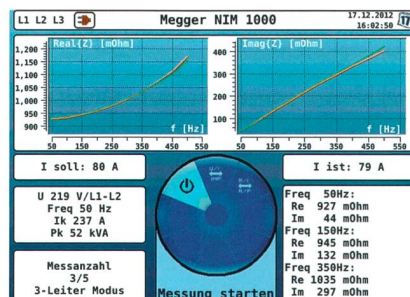 L1 L2 L3
Megger NIM 1000
17.12.2012
16:02:50
17
Real{Z} [mOhm]
1,200
1,150
1,100
1,050
1,000
950
900
f [Hz]
50 150 250 350 450 550
Imag{Z} [mOhm]
400
300
200
100
f [Hz]
50 150 250 350 450 550
I soll: 80 A
I ist: 79 A
U 219 V/L1-L2
Freq 50 Hz
Ik 237 A
Pk 52 kVA
Messanzahl
3/5
3-Leiter Modus
Messung starten
Freq 50Hz:
Re 927 mOhm
Im 44 mOhm
Freq 150Hz:
Re 945 mOhm
Im 132 mOhm
Freq 350Hz:
Re 1035 mOhm
Im 297 mOhm